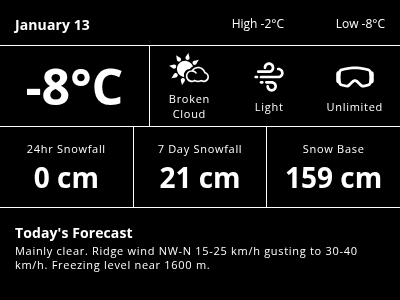 January 13 High -2°C Low -8°C
-8°C
Broken
Cloud
Light
Unlimited
24hr Snowfall 7 Day Snowfall Snow Base
0 cm 21 cm 159 cm
Today's Forecast
Mainly clear. Ridge wind NW-N 15-25 km/h gusting to 30-40
km/h. Freezing level near 1600 m.